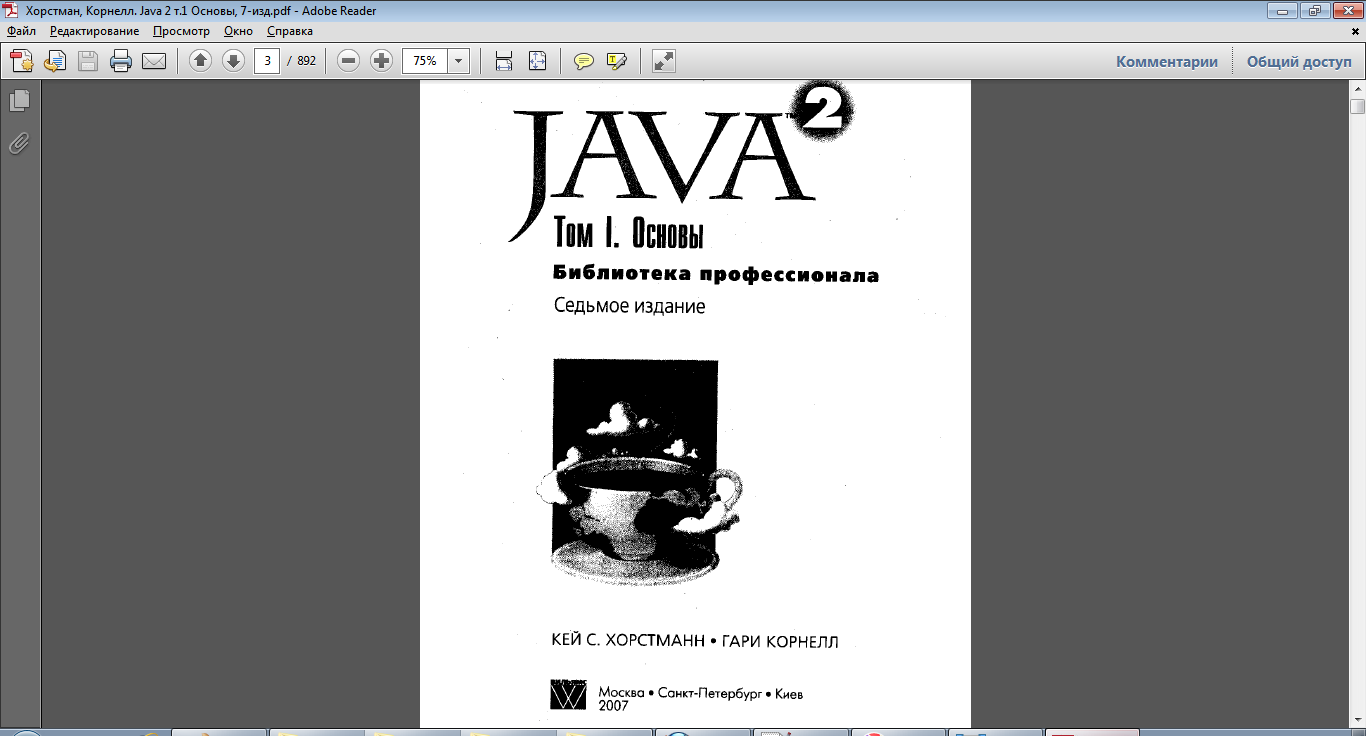 Хорстман, Корнелл. Java 2 т.1 Основы, 7-изд.pdf - Adobe Reader
Файл Редактирование Просмотр Окно Справка
3 / 892 75% Комментарии Общий доступ
JAVA ™ 2
Том I. Основы
Библиотека профессионала
Седьмое издание
КЕЙ С. ХОРСТМАНН • ГАРИ КОРНЕЛЛ
Москва • Санкт-Петербург • Киев
2007